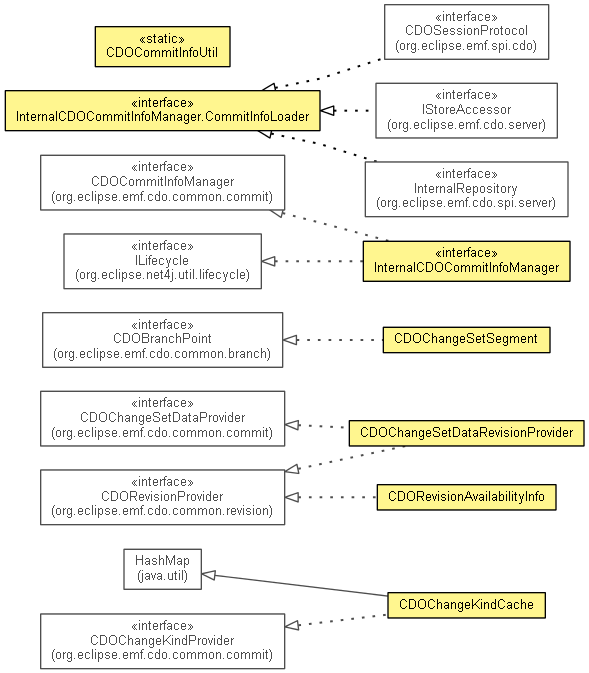 «static»
CDOCommitInfoUtil
«interface»
CDOSessionProtocol
(org.eclipse.emf.spi.cdo)
«interface»
InternalCDOCommitInfoManager.CommitInfoLoader
«interface»
IStoreAccessor
(org.eclipse.emf.cdo.server)
«interface»
CDOCommitInfoManager
(org.eclipse.emf.cdo.common.commit)
«interface»
InternalRepository
(org.eclipse.emf.cdo.spi.server)
«interface»
ILifecycle
(org.eclipse.net4j.util.lifecycle)
«interface»
InternalCDOCommitInfoManager
«interface»
CDOBranchPoint
(org.eclipse.emf.cdo.common.branch)
CDOChangeSetSegment
«interface»
CDOChangeSetDataProvider
(org.eclipse.emf.cdo.common.commit)
CDOChangeSetDataRevisionProvider
«interface»
CDORevisionProvider
(org.eclipse.emf.cdo.common.revision)
CDORevisionAvailabilityInfo
HashMap
(java.util)
CDOChangeKindCache
«interface»
CDOChangeKindProvider
(org.eclipse.emf.cdo.common.commit)